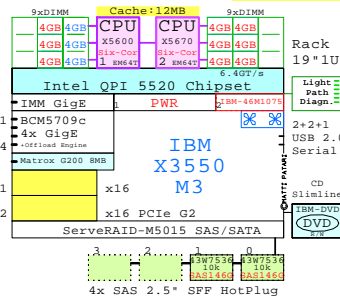 9xDIMM Cache:12MB 9xDIMM
4GB 4GB CPU CPU 4GB 4GB
4GB 4GB X5600 X5670 4GB 4GB
4GB 4GB Six-Cor Six-Cor 4GB 4GB
1 EM64T 2 EM64T
6.4GT/s
Rack
19"1U
Intel QPI 5520 Chipset
Light
Path
Diagn.
IMM GigE 1 PWR 2 IBM-46M1075
BCM5709c
4x GigE
+Offload Engine
Matrox G200 8MB
IBM
X3550
M3
2+2+1
USB 2.0
Serial
1 x16
2 x16 PCIe G2
©MATTI PATARI
CD
Slimline
IBM-DVD
DVD
R/W
ServeRAID-M5015 SAS/SATA
3 2 1 0
43W7536 43W7536
10k 10k
SAS146G SAS146G
4x SAS 2.5" SFF HotPlug